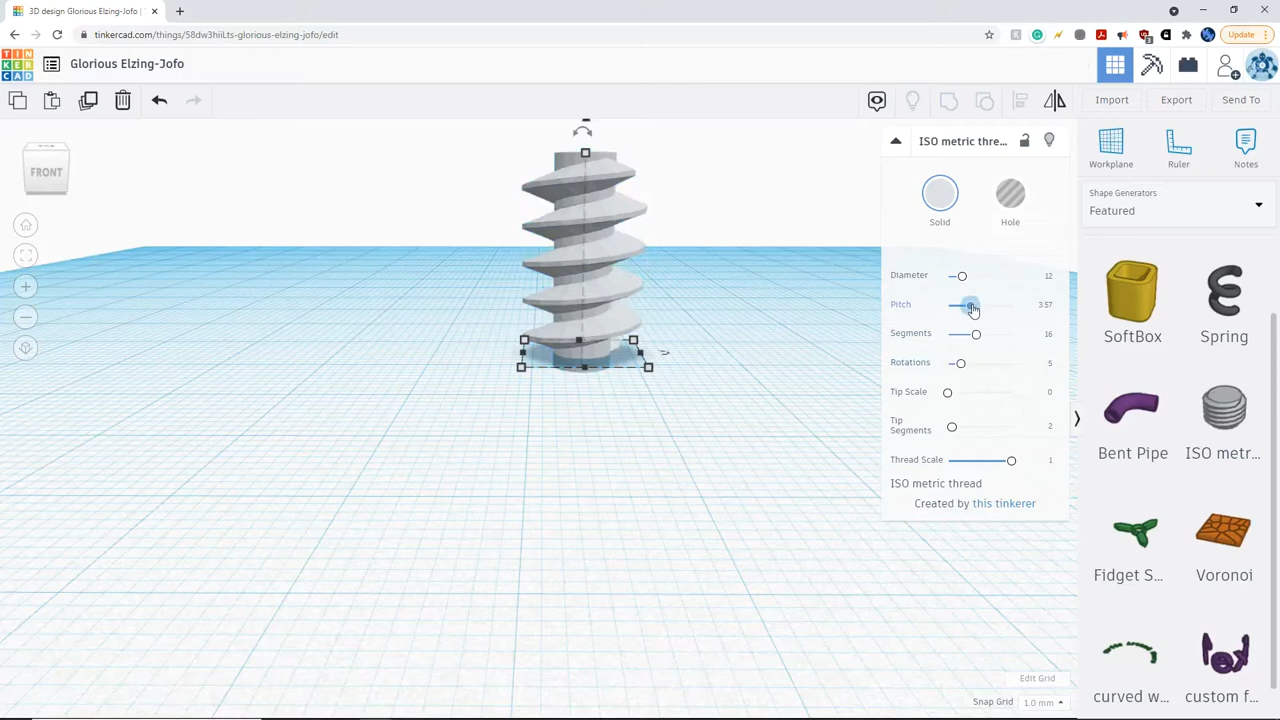 3D design Glorious Elzing-Jofo |
tinkercad.com/things/58dw3hiiLts-glorious-elzing-jofo/edit
Update
TIN
KER
CAD
Glorious Elzing-Jofo
Import
Export
Send To
FRONT
ISO metric thre...
Solid
Hole
Diameter 12
Pitch 3.57
Segments 16
Rotations 5
Tip Scale 0
Tip Segments 2
Thread Scale 1
ISO metric thread
Created by this tinkerer
Workplane
Ruler
Notes
Shape Generators
Featured
SoftBox
Spring
Bent Pipe
ISO metr...
Fidget S...
Voronoi
curved w...
custom f...
Edit Grid
Snap Grid 1.0 mm